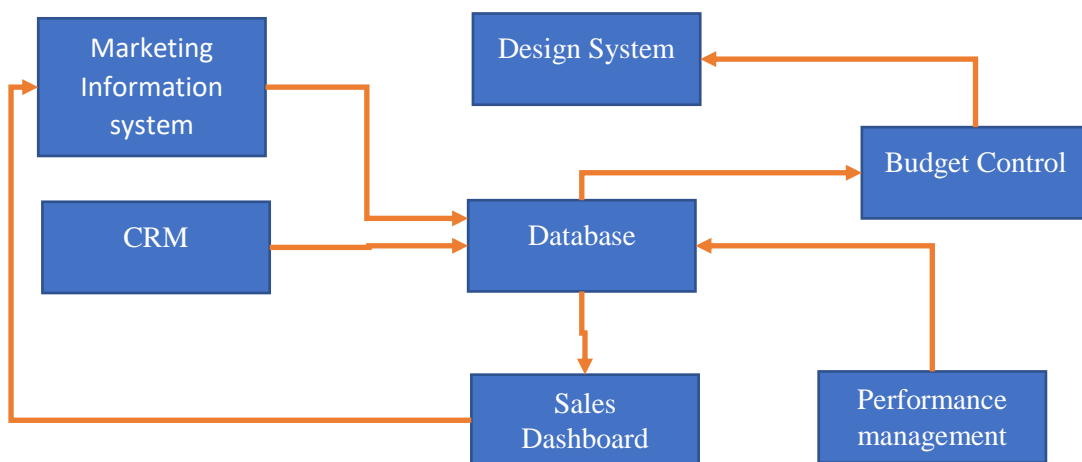 Marketing
Information
system
Design System
Budget Control
CRM
Database
Sales
Dashboard
Performance
management